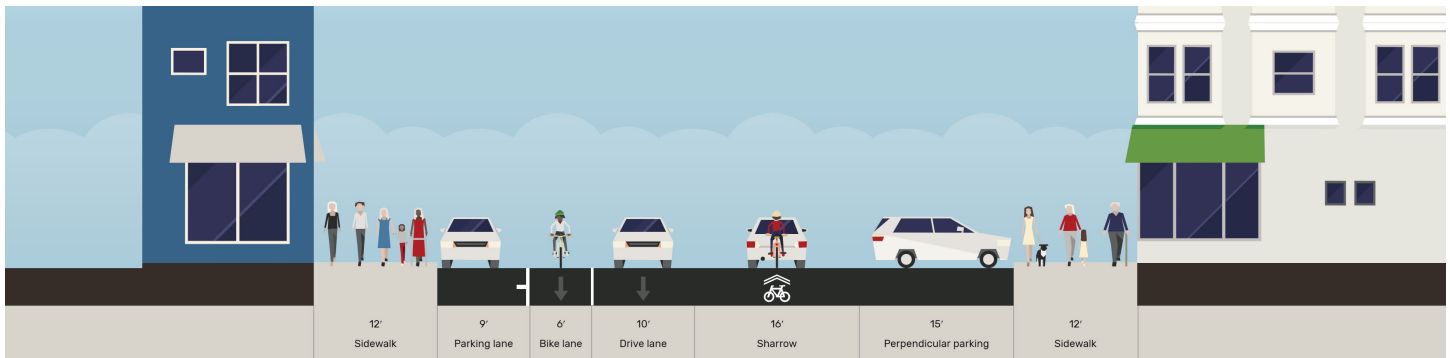 12′ 9′ 6′ 10′ 16′ 15′ 12′
Sidewalk Parking lane Bike lane Drive lane Sharrow Perpendicular parking Sidewalk